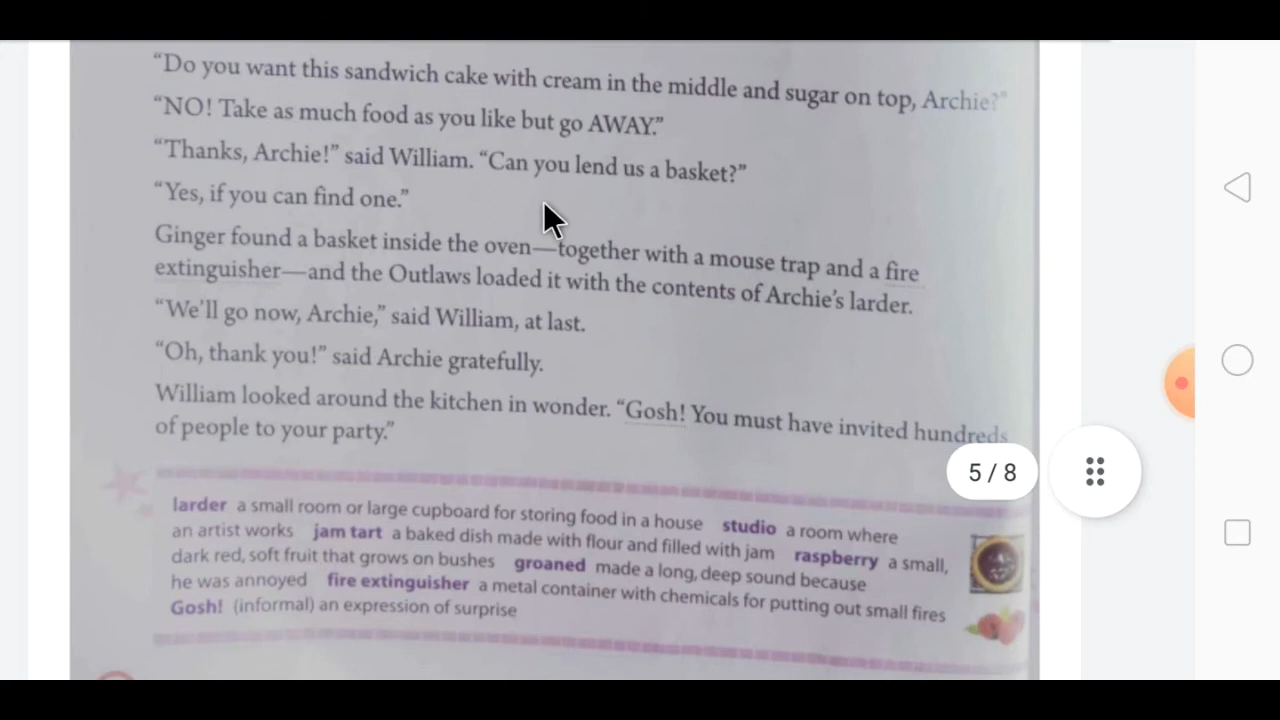 “Do you want this sandwich cake with cream in the middle and sugar on top, Archie?”
“NO! Take as much food as you like but go AWAY.”
“Thanks, Archie!” said William. “Can you lend us a basket?”
“Yes, if you can find one.”
Ginger found a basket inside the oven—together with a mouse trap and a fire
extinguisher—and the Outlaws loaded it with the contents of Archie’s larder.
“We’ll go now, Archie,” said William, at last.
“Oh, thank you!” said Archie gratefully.
William looked around the kitchen in wonder. “Gosh! You must have invited hundreds
of people to your party.”
5 / 8
larder a small room or large cupboard for storing food in a house studio a room where
an artist works jam tart a baked dish made with flour and filled with jam raspberry a small,
dark red, soft fruit that grows on bushes groaned made a long, deep sound because
he was annoyed fire extinguisher a metal container with chemicals for putting out small fires
Gosh! (informal) an expression of surprise